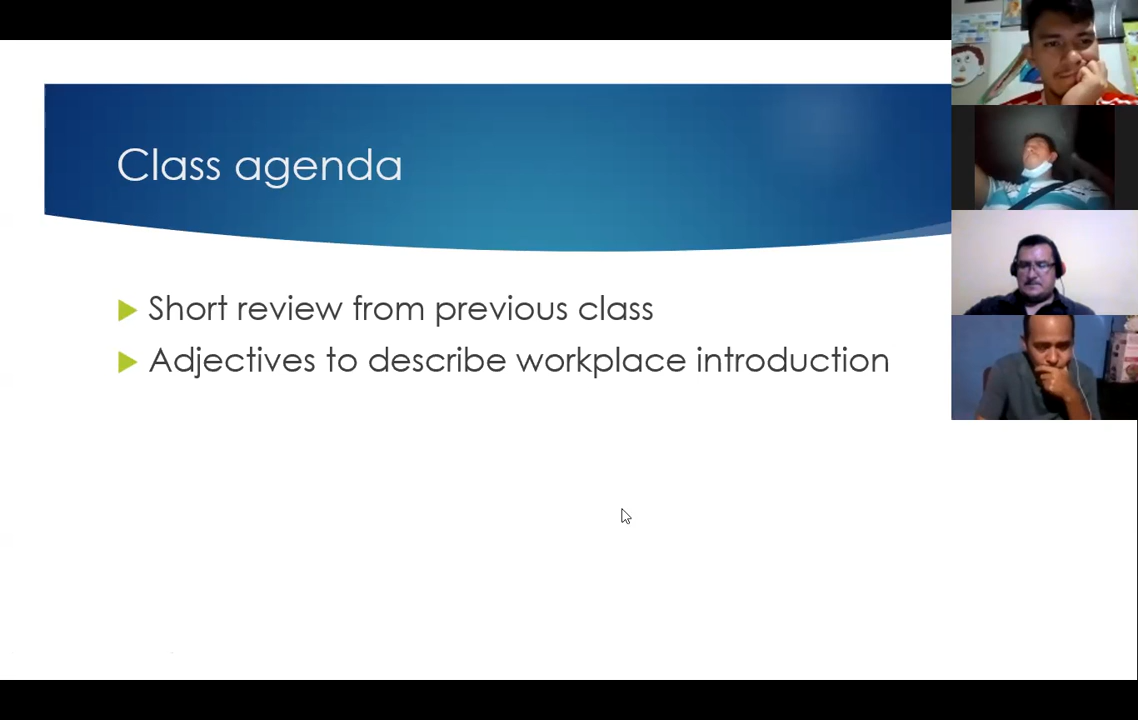 Class agenda
Short review from previous class
Adjectives to describe workplace introduction